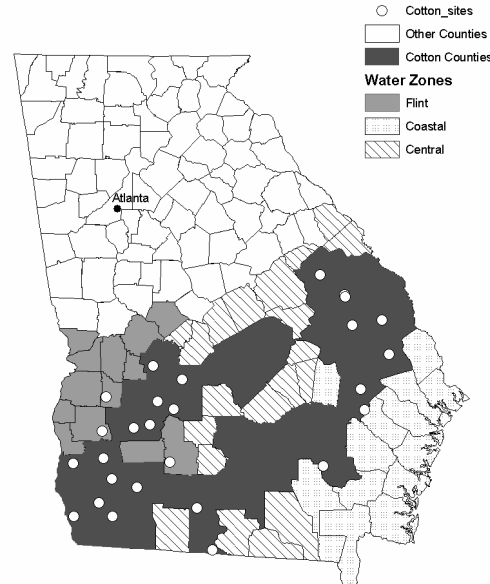 Cotton_sites
Other Counties
Cotton Counties
Water Zones
Flint
Coastal
Central
Atlanta